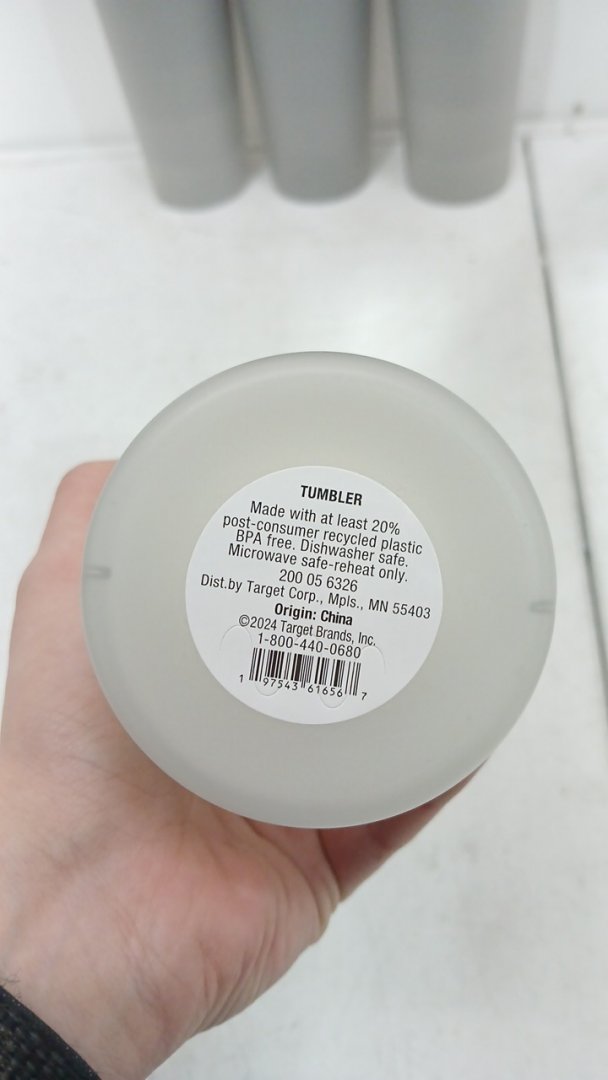 TUMBLER
Made with at least 20%
post-consumer recycled plastic
BPA free. Dishwasher safe.
Microwave safe-reheat only.
200 05 6326
Dist.by Target Corp., Mpls., MN 55403
Origin: China
©2024 Target Brands, Inc.
1-800-440-0680
1 97543 61656 7